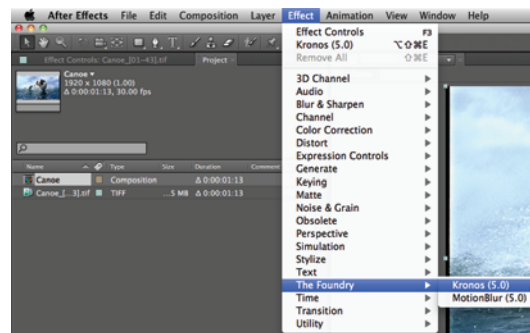 After Effects File Edit Composition Layer Effect Animation View Window Help
Effect Controls: Canoe_[01-43].tif Project
Canoe
1920 x 1080 (1.00)
Δ 0:00:01:13, 30.00 fps
Name Type Size Duration Comment
Canoe Composition Δ 0:00:01:13
Canoe_[...3].tif TIFF ...5 MB Δ 0:00:01:13
Effect Controls F3
Kronos (5.0) ⌥⇧⌘E
Remove All ⇧⌘E
3D Channel
Audio
Blur & Sharpen
Channel
Color Correction
Distort
Expression Controls
Generate
Keying
Matte
Noise & Grain
Obsolete
Perspective
Simulation
Stylize
Text
The Foundry
Time
Transition
Utility
Kronos (5.0)
MotionBlur (5.0)